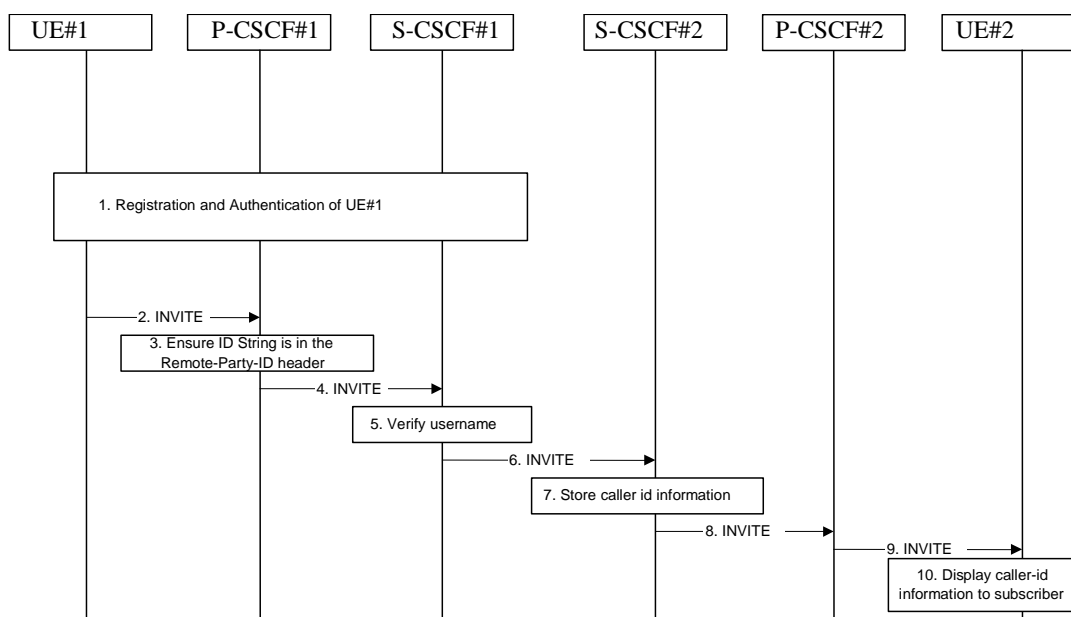 UE#1
P-CSCF#1
S-CSCF#1
S-CSCF#2
P-CSCF#2
UE#2
1. Registration and Authentication of UE#1
2. INVITE
3. Ensure ID String is in the
Remote-Party-ID header
4. INVITE
5. Verify username
6. INVITE
7. Store caller id information
8. INVITE
9. INVITE
10. Display caller-id
information to subscriber